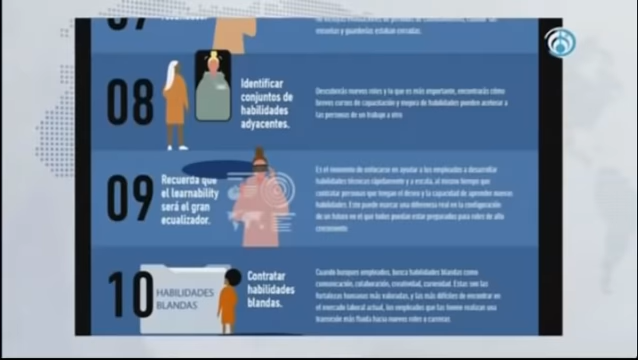 07
08
Identificar
conjuntos de
habilidades
adyacentes.
Descubrirás nuevos roles y lo que es más importante, encontrarás cómo
breves cursos de capacitación y mejora de habilidades pueden acelerar a
las personas de un trabajo a otro
09
Recuerda que
el learnability
será el gran
ecualizador.
Es el momento de enfocarse en ayudar a los empleados a desarrollar
habilidades técnicas rápidamente y a escala, al mismo tiempo que
contratar personas que tengan el deseo y la capacidad de aprender nuevas
habilidades. Esto puede marcar una diferencia real en la configuración
de un futuro en el que todos puedan estar preparados para roles de alto
crecimiento
10
HABILIDADES
BLANDAS
Contratar
habilidades
blandas.
Cuando busques empleados, busca habilidades blandas como
comunicación, colaboración, creatividad, curiosidad. Estas son las
fortalezas humanas más valoradas, y las más difíciles de encontrar en
el mercado laboral actual, los empleados que las tienen realizan una
transición más fluida hacia nuevos roles o carreras